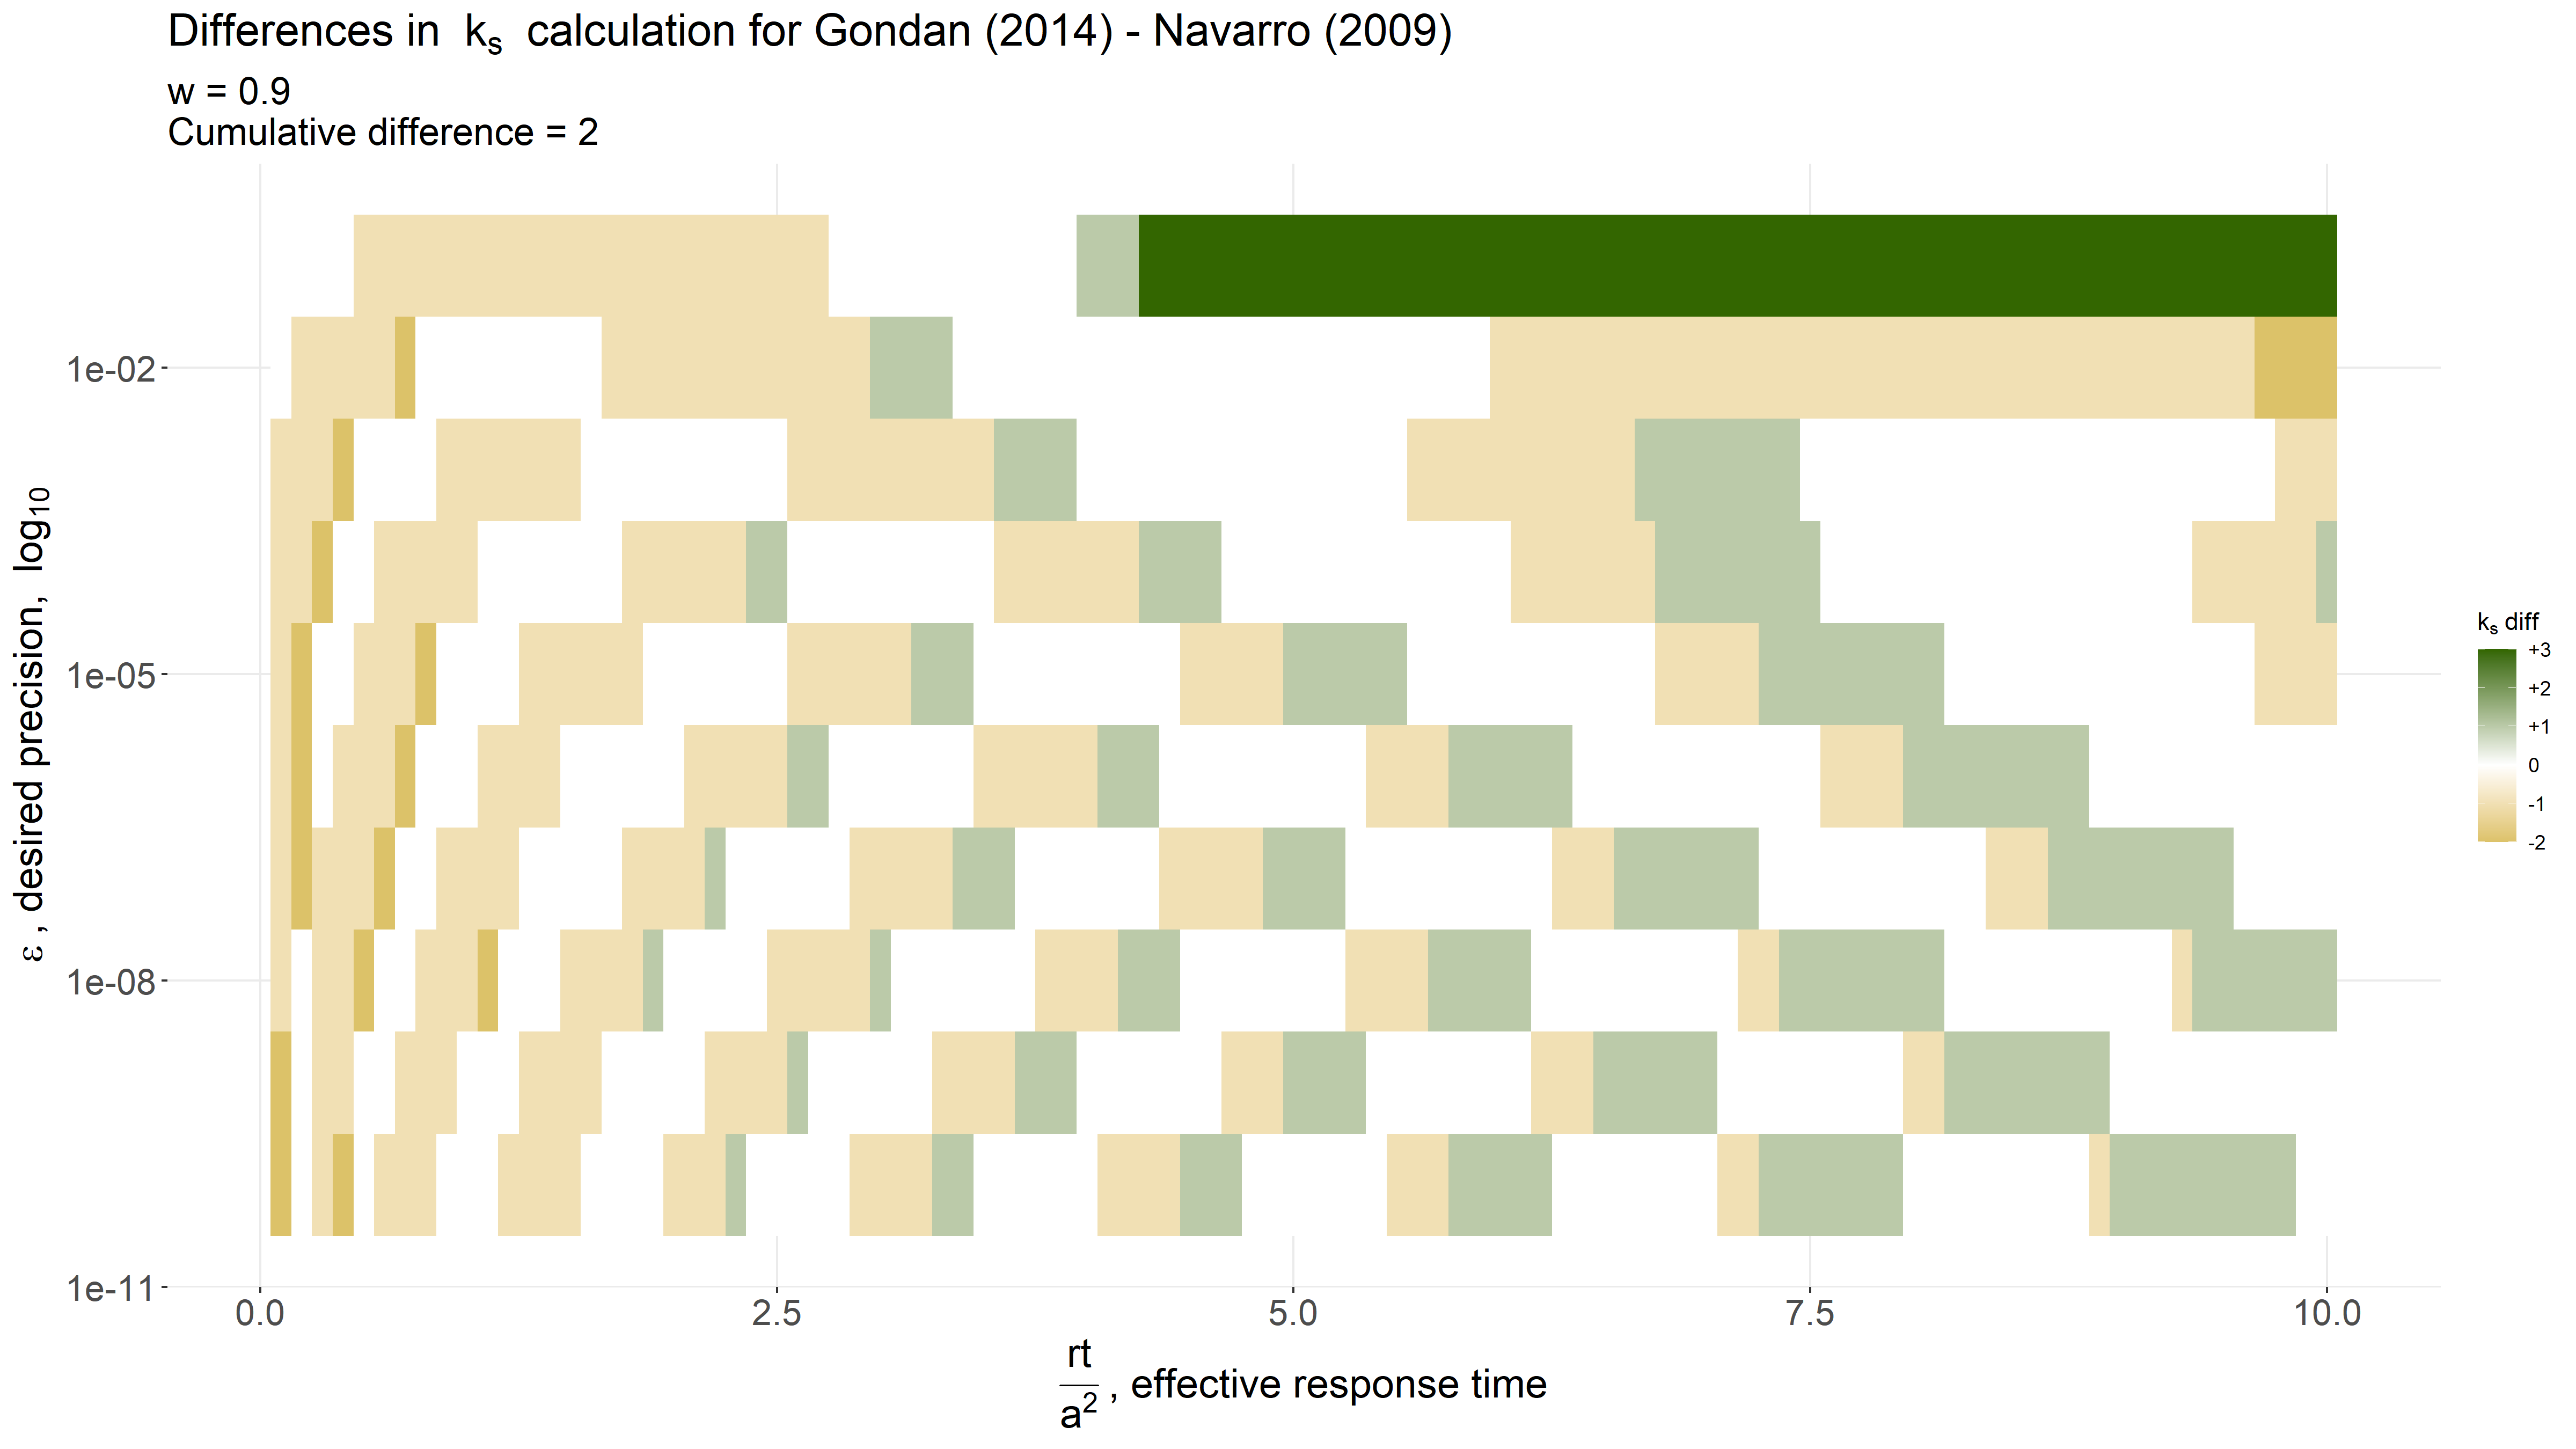 Differences in kₛ calculation for Gondan (2014) - Navarro (2009)
w = 0.9
Cumulative difference = 2
ε , desired precision, log₁₀
1e-02
1e-05
1e-08
1e-11
0.0 2.5 5.0 7.5 10.0
rt
a² , effective response time
kₛ diff
+3
+2
+1
0
-1
-2